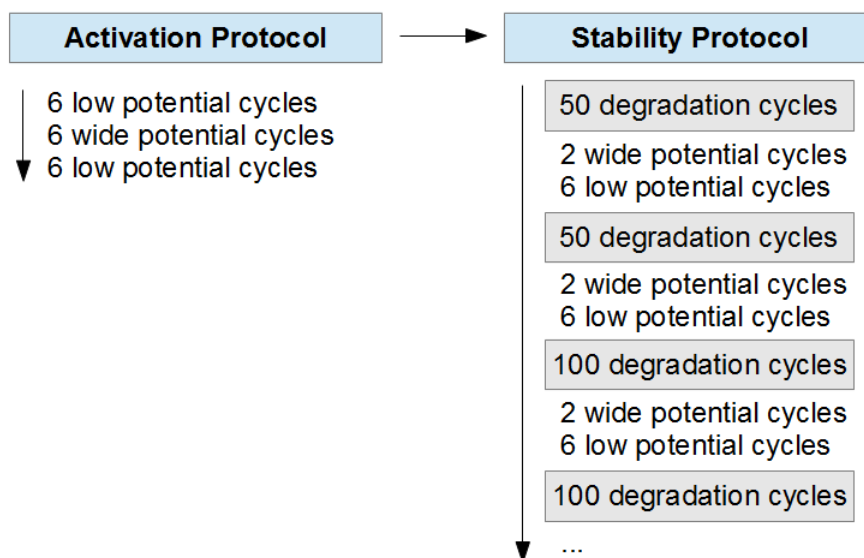 Activation Protocol
6 low potential cycles
6 wide potential cycles
6 low potential cycles
Stability Protocol
50 degradation cycles
2 wide potential cycles
6 low potential cycles
50 degradation cycles
2 wide potential cycles
6 low potential cycles
100 degradation cycles
2 wide potential cycles
6 low potential cycles
100 degradation cycles
...